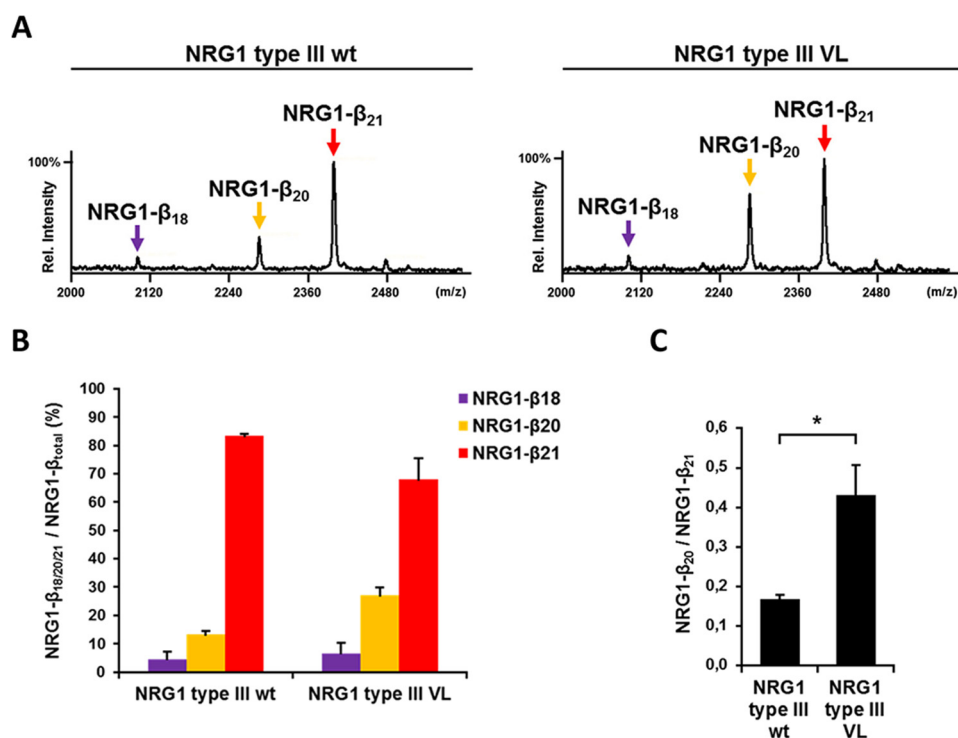 A
NRG1 type III wt
NRG1 type III VL
NRG1-β₂₁
NRG1-β₂₀
NRG1-β₁₈
100%
Rel. Intensity
2000 2120 2240 2360 2480 (m/z)
NRG1-β₂₁
NRG1-β₂₀
NRG1-β₁₈
100%
Rel. Intensity
2000 2120 2240 2360 2480 (m/z)
B
NRG1-β₁₈/₂₀/₂₁ / NRG1-βtotal (%)
100
90
80
70
60
50
40
30
20
10
0
NRG1 type III wt
NRG1 type III VL
NRG1-β18
NRG1-β20
NRG1-β21
C
NRG1-β₂₀ / NRG1-β₂₁
0,6
0,5
0,4
0,3
0,2
0,1
0,0
*
NRG1
type III
wt
NRG1
type III
VL